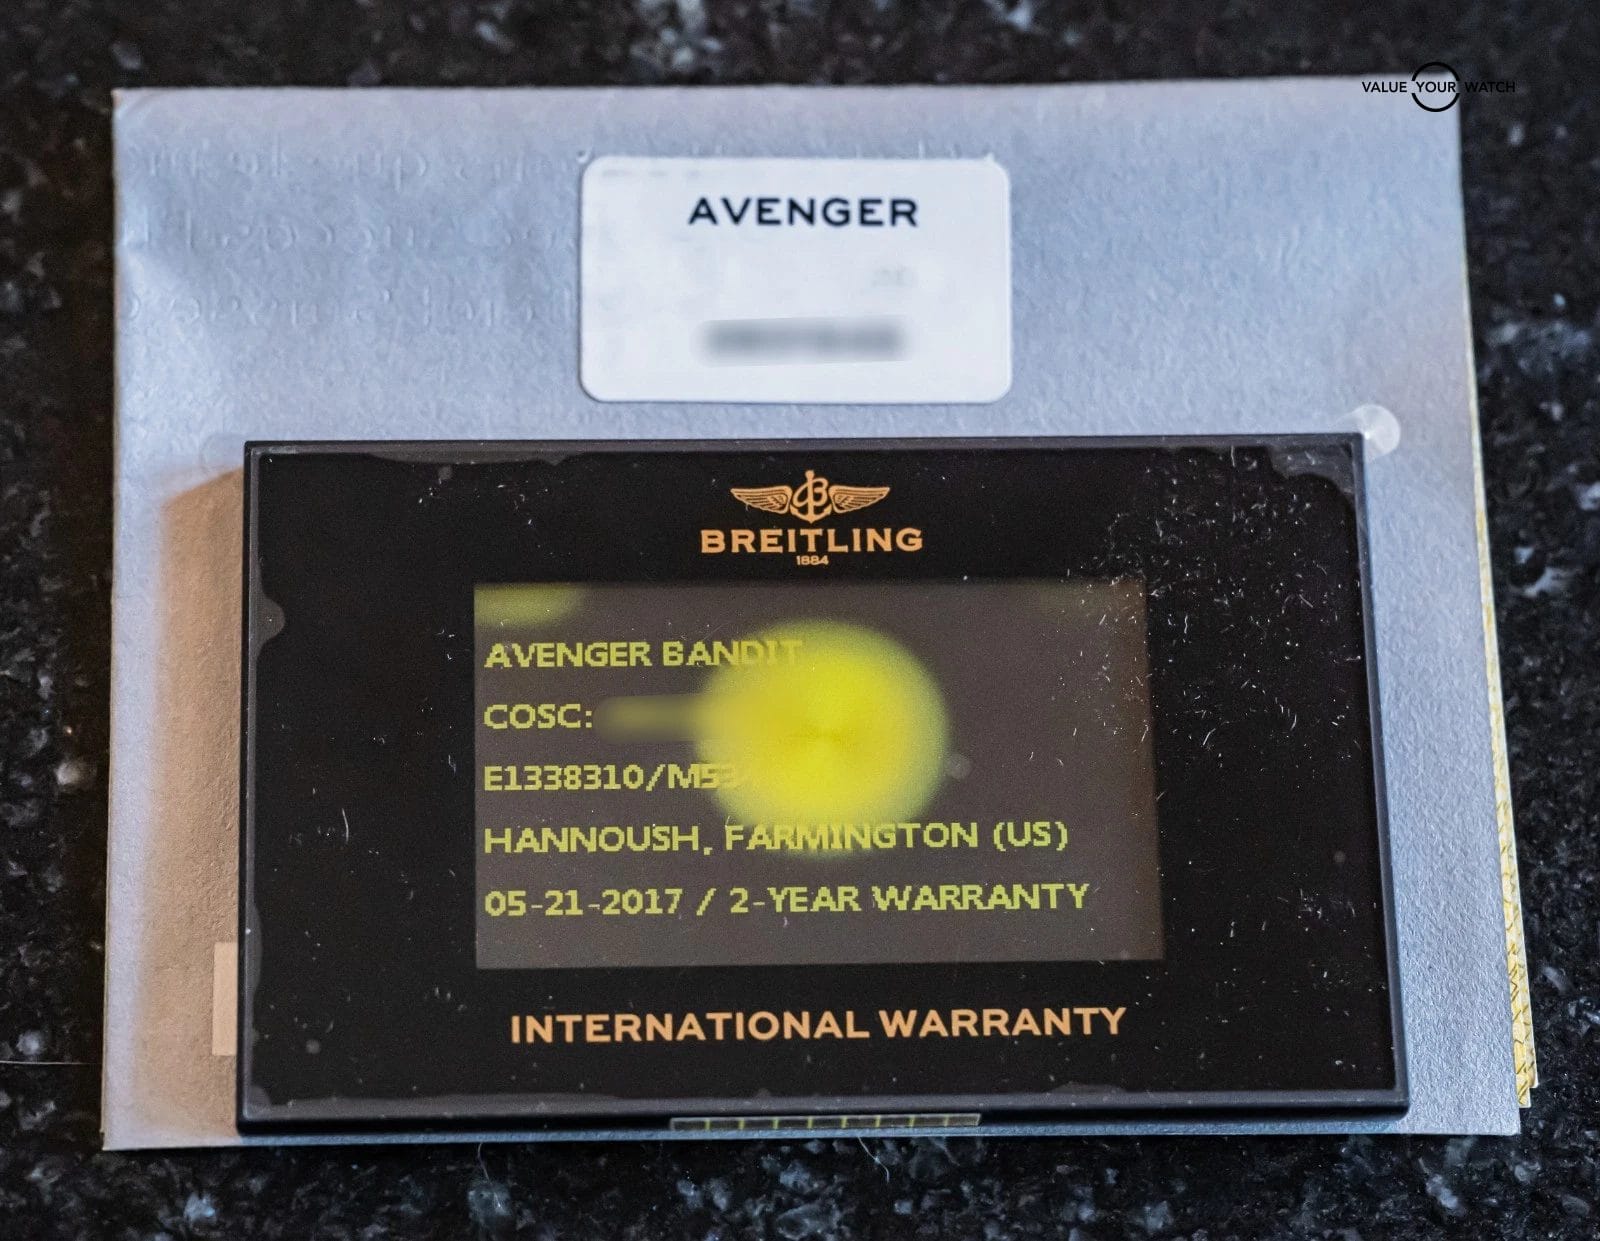 VALUE YOUR WATCH
AVENGER
BREITLING
1884
AVENGER BANDIT
COSC:
E1338310/M53
HANNOUSH, FARMINGTON (US)
05-21-2017 / 2-YEAR WARRANTY
INTERNATIONAL WARRANTY